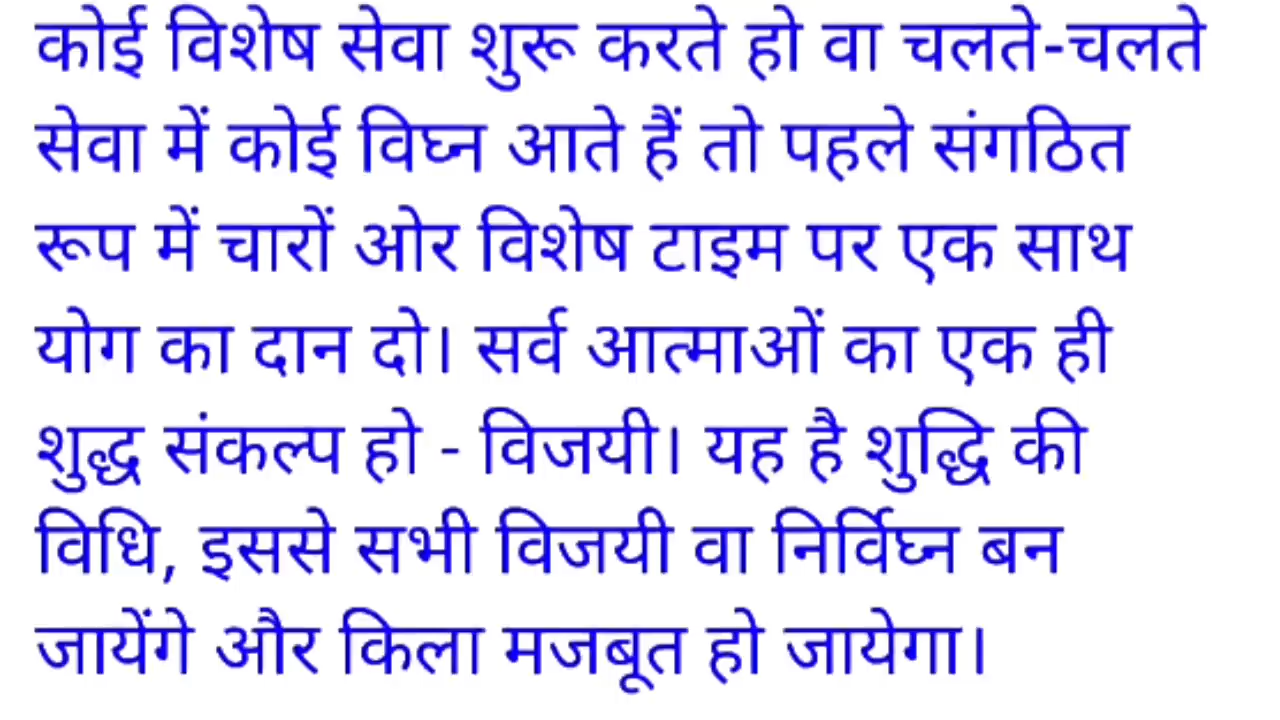 कोई विशेष सेवा शुरू करते हो वा चलते-चलते
सेवा में कोई विघ्न आते हैं तो पहले संगठित
रूप में चारों ओर विशेष टाइम पर एक साथ
योग का दान दो। सर्व आत्माओं का एक ही
शुद्ध संकल्प हो - विजयी। यह है शुद्धि की
विधि, इससे सभी विजयी वा निर्विघ्न बन
जायेंगे और किला मजबूत हो जायेगा।